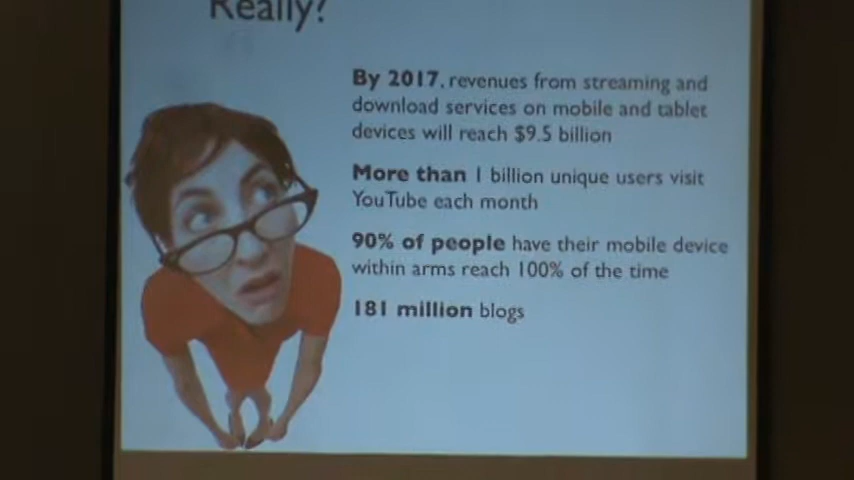 Really?
By 2017, revenues from streaming and
download services on mobile and tablet
devices will reach $9.5 billion
More than 1 billion unique users visit
YouTube each month
90% of people have their mobile device
within arms reach 100% of the time
181 million blogs